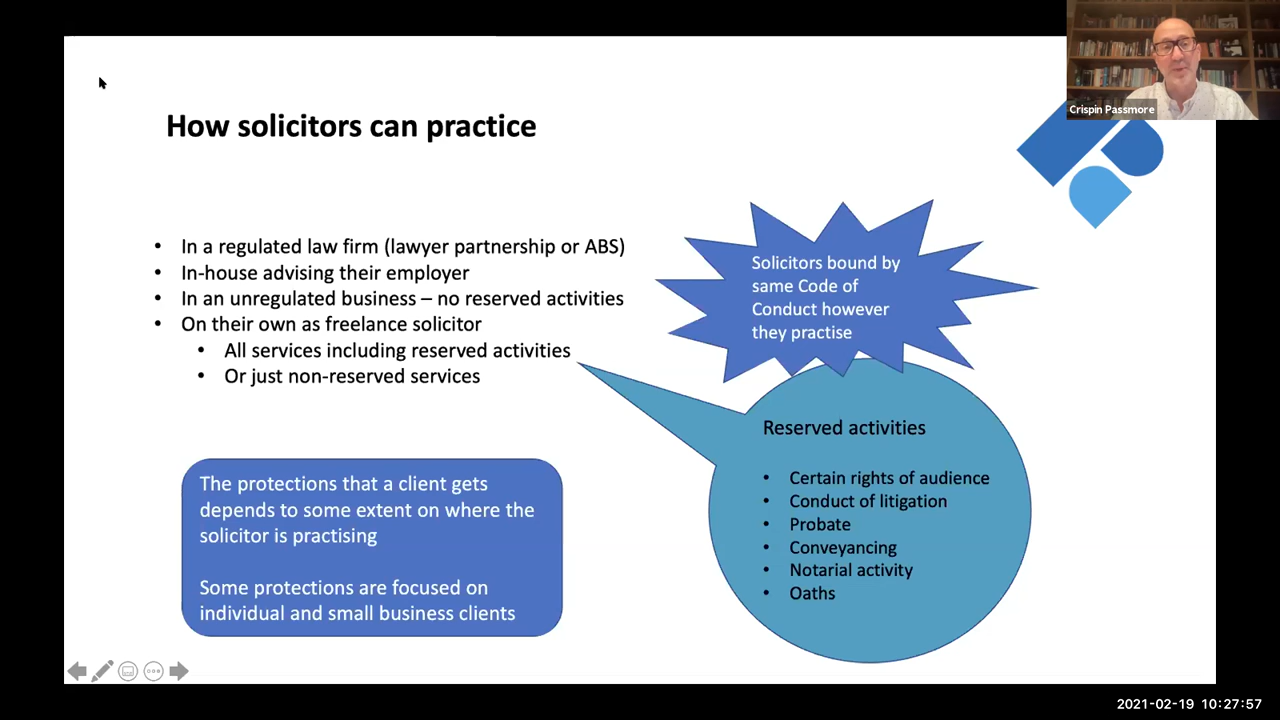 Crispin Passmore
How solicitors can practice
• In a regulated law firm (lawyer partnership or ABS)
• In-house advising their employer
• In an unregulated business – no reserved activities
• On their own as freelance solicitor
• All services including reserved activities
• Or just non-reserved services
Solicitors bound by
same Code of
Conduct however
they practise
The protections that a client gets
depends to some extent on where the
solicitor is practising
Some protections are focused on
individual and small business clients
Reserved activities
• Certain rights of audience
• Conduct of litigation
• Probate
• Conveyancing
• Notarial activity
• Oaths
2021-02-19 10:27:57